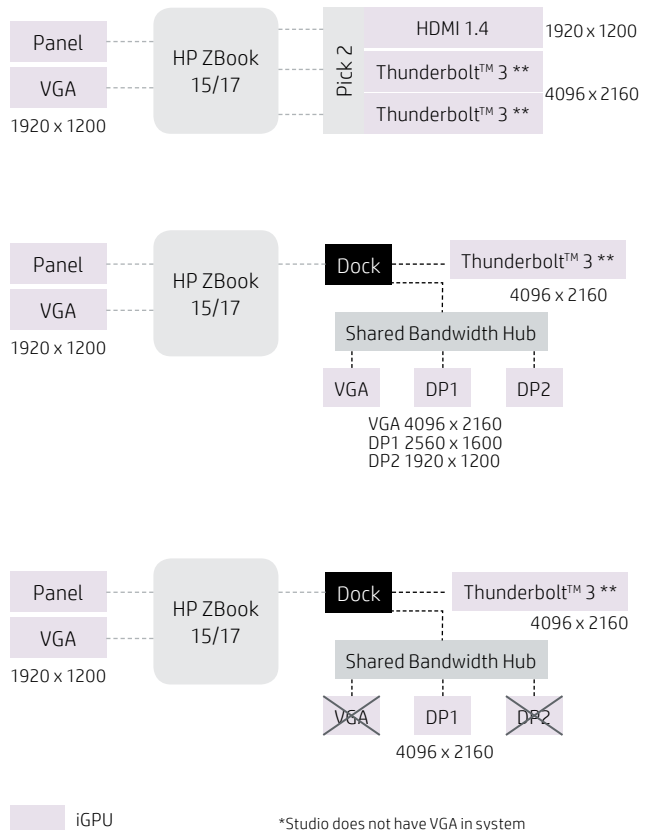 Panel
VGA
1920 x 1200
HP ZBook
15/17
Pick 2
HDMI 1.4
1920 x 1200
Thunderbolt™ 3 **
Thunderbolt™ 3 **
4096 x 2160
Panel
VGA
1920 x 1200
HP ZBook
15/17
Dock
Thunderbolt™ 3 **
4096 x 2160
Shared Bandwidth Hub
VGA
DP1
DP2
VGA 4096 x 2160
DP1 2560 x 1600
DP2 1920 x 1200
Panel
VGA
1920 x 1200
HP ZBook
15/17
Dock
Thunderbolt™ 3 **
4096 x 2160
Shared Bandwidth Hub
VGA
DP1
DP2
4096 x 2160
iGPU
*Studio does not have VGA in system